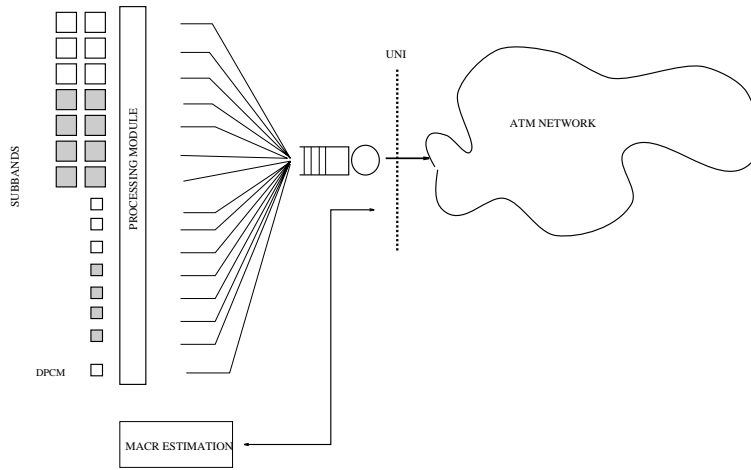 UNI
ATM NETWORK
SUBBANDS
PROCESSING MODULE
DPCM
MACR ESTIMATION